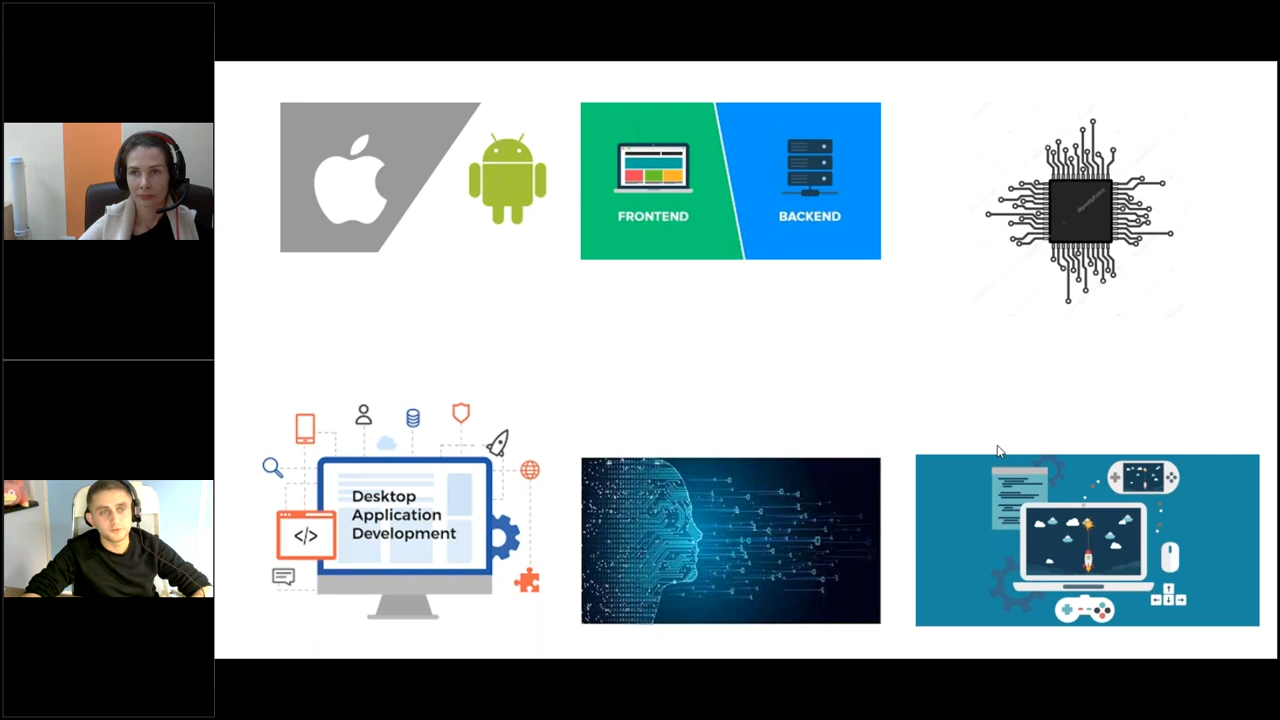 FRONTEND
BACKEND
Desktop
Application
Development
</>